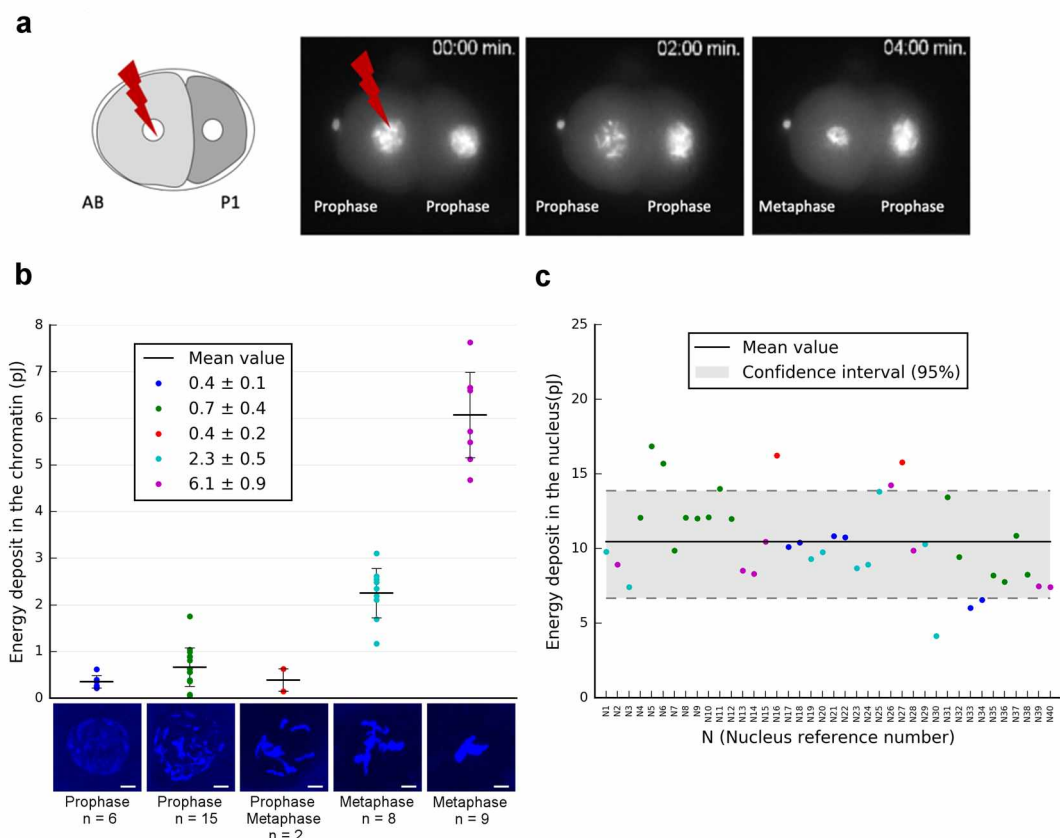 a
00:00 min.
02:00 min.
04:00 min.
AB
P1
Prophase
Prophase
Prophase
Prophase
Metaphase
Prophase
b
Energy deposit in the chromatin (pJ)
8
7
6
5
4
3
2
1
0
Mean value
0.4 ± 0.1
0.7 ± 0.4
0.4 ± 0.2
2.3 ± 0.5
6.1 ± 0.9
Prophase
n = 6
Prophase
n = 15
Prophase
Metaphase
n = 2
Metaphase
n = 8
Metaphase
n = 9
c
Energy deposit in the nucleus(pJ)
25
20
15
10
5
0
Mean value
Confidence interval (95%)
N1
N2
N3
N4
N5
N6
N7
N8
N9
N10
N11
N12
N13
N14
N15
N16
N17
N18
N19
N20
N21
N22
N23
N24
N25
N26
N27
N28
N29
N30
N31
N32
N33
N34
N35
N36
N37
N38
N39
N40
N (Nucleus reference number)